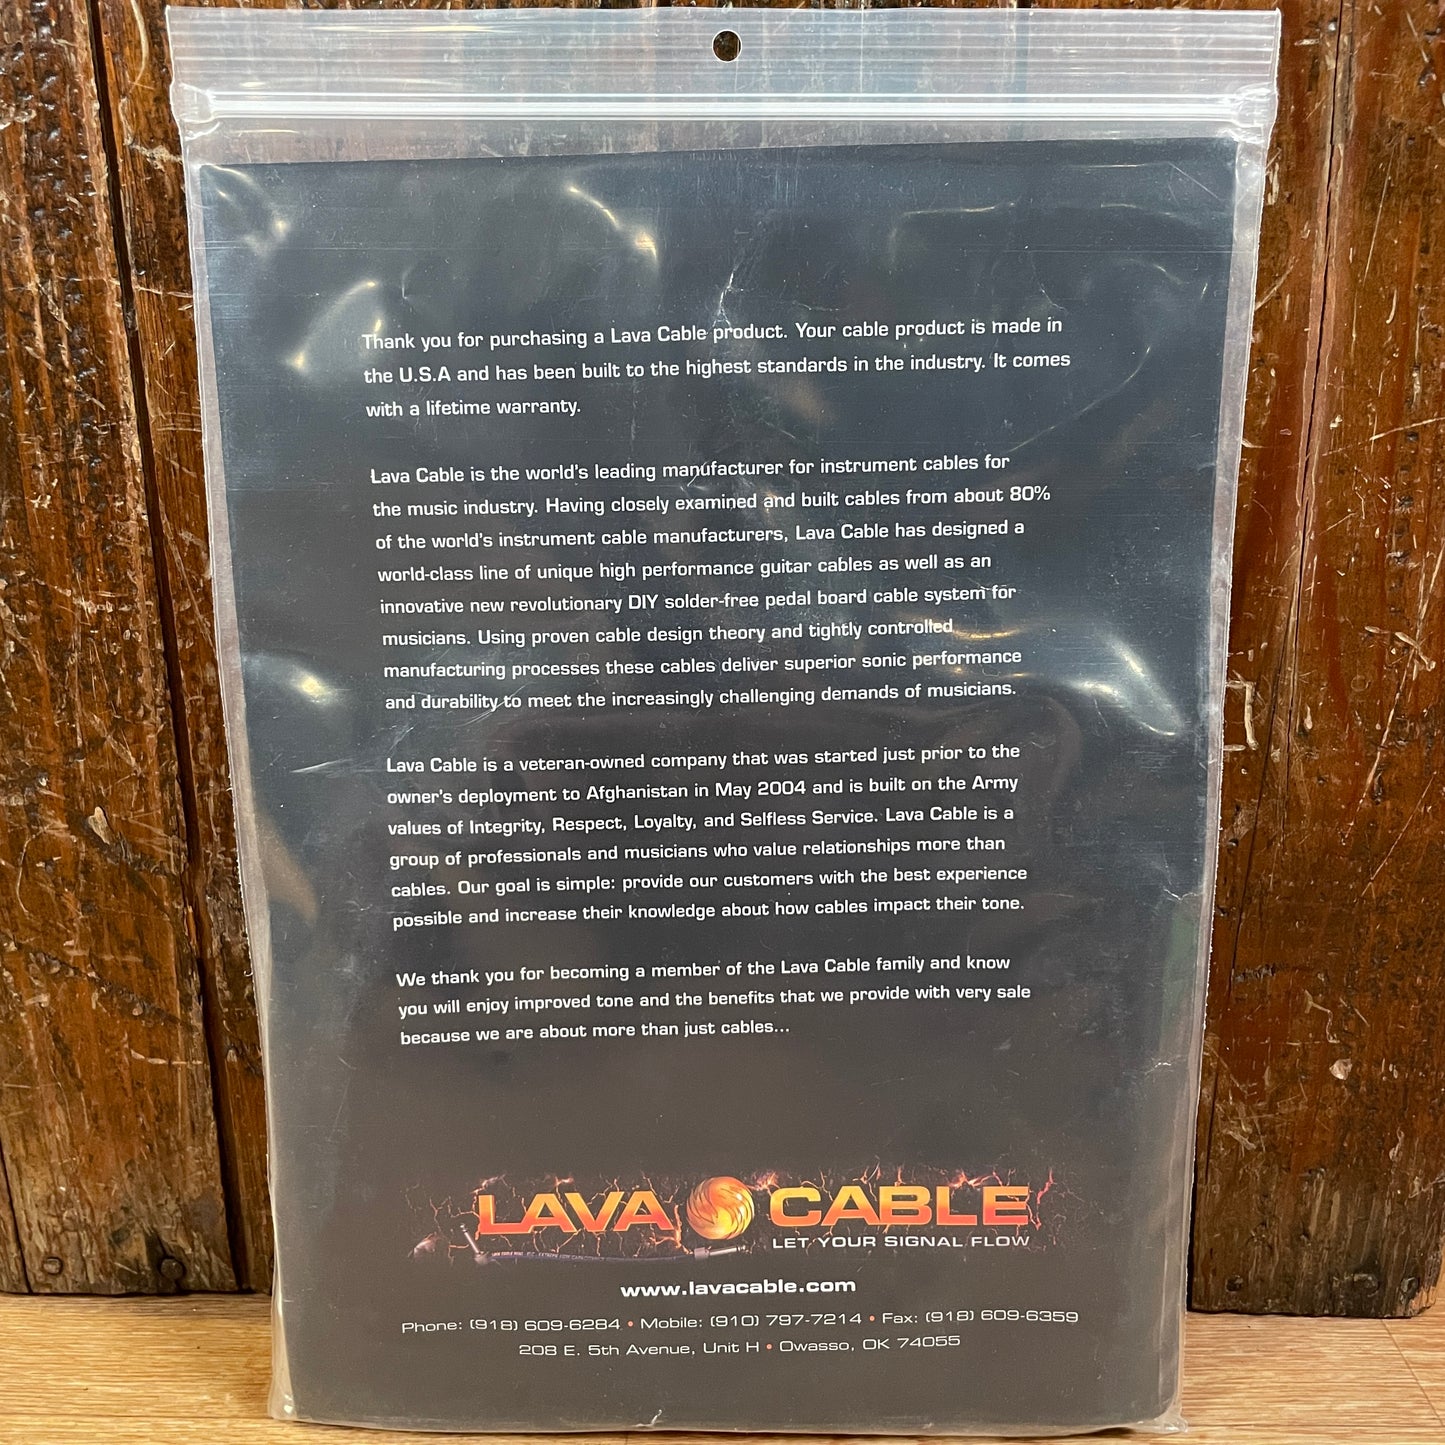 Thank you for purchasing a Lava Cable product. Your cable product is made in
the U.S.A and has been built to the highest standards in the industry. It comes
with a lifetime warranty.
Lava Cable is the world's leading manufacturer for instrument cables for
the music industry. Having closely examined and built cables from about 80%
of the world's instrument cable manufacturers, Lava Cable has designed a
world-class line of unique high performance guitar cables as well as an
innovative new revolutionary DIY solder-free pedal board cable system for
musicians. Using proven cable design theory and tightly controlled
manufacturing processes these cables deliver superior sonic performance
and durability to meet the increasingly challenging demands of musicians.
Lava Cable is a veteran-owned company that was started just prior to the
owner's deployment to Afghanistan in May 2004 and is built on the Army
values of Integrity, Respect, Loyalty, and Selfless Service. Lava Cable is a
group of professionals and musicians who value relationships more than
cables. Our goal is simple: provide our customers with the best experience
possible and increase their knowledge about how cables impact their tone.
We thank you for becoming a member of the Lava Cable family and know
you will enjoy improved tone and the benefits that we provide with very sale
because we are about more than just cables...
LAVA CABLE
LET YOUR SIGNAL FLOW
www.lavacable.com
Phone: (918) 609-6284 • Mobile: (910) 797-7214 • Fax: (918) 609-6359
208 E. 5th Avenue, Unit H • Owasso, OK 74055